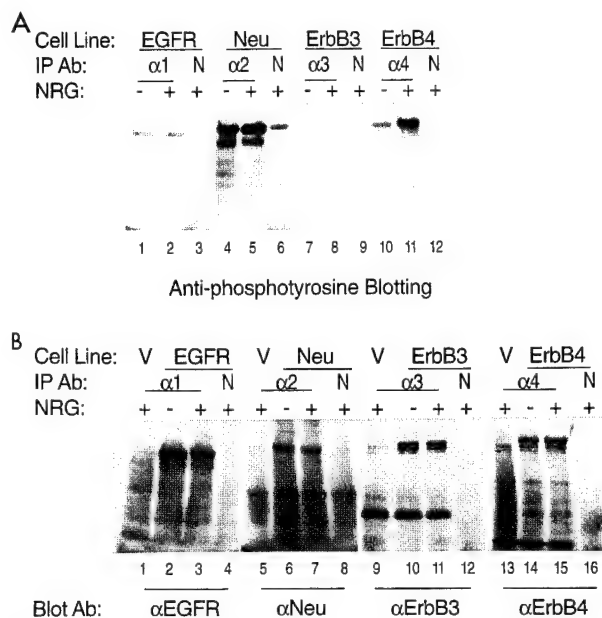 A
Cell Line: EGFR Neu ErbB3 ErbB4
IP Ab: α1 N α2 N α3 N α4 N
NRG: - + + - + + - + + - + +
1 2 3 4 5 6 7 8 9 10 11 12
Anti-phosphotyrosine Blotting
B
Cell Line: V EGFR V Neu V ErbB3 V ErbB4
IP Ab: α1 N α2 N α3 N α4 N
NRG: + - + + + - + + + - + + + - + +
1 2 3 4 5 6 7 8 9 10 11 12 13 14 15 16
Blot Ab: αEGFR αNeu αErbB3 αErbB4